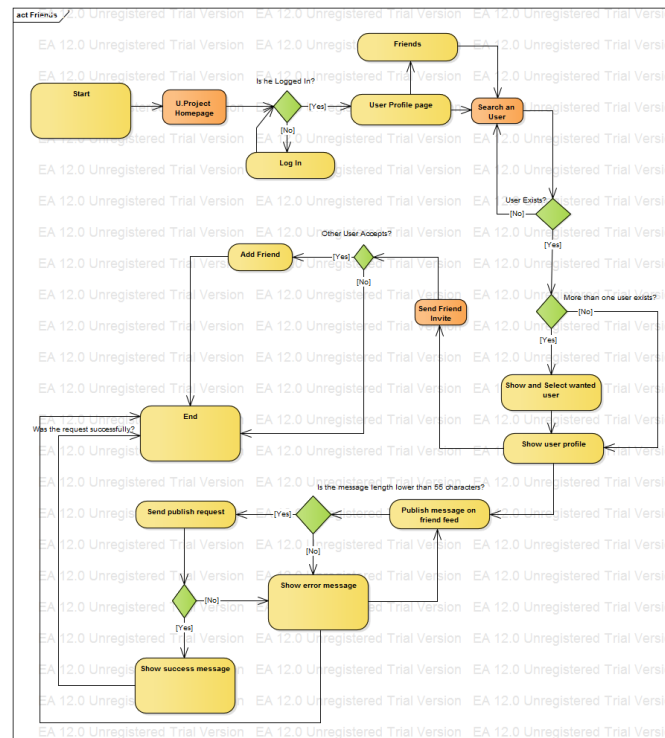 act Friends
EA 12.0 Unregistered Trial Version
Friends
Is he Logged In?
Start
U.Project
Homepage
[Yes]
User Profile page
Search an
User
[No]
Log In
User Exists?
[No]
[Yes]
Other User Accepts?
Add Friend
[Yes]
[No]
More than one user exists?
Send Friend
Invite
[No]
[Yes]
Show and Select wanted
user
End
Was the request successfully?
Show user profile
Is the message length lower than 55 characters?
Send publish request
[Yes]
Publish message on
friend feed
[No]
Show error message
[No]
[Yes]
Show success message